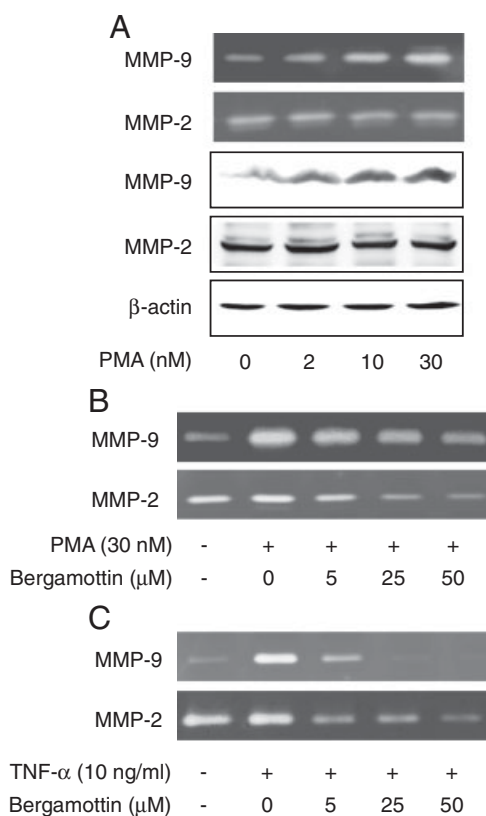 A
MMP-9
MMP-2
MMP-9
MMP-2
β-actin
PMA (nM) 0 2 10 30
B
MMP-9
MMP-2
PMA (30 nM) - + + + +
Bergamottin (μM) - 0 5 25 50
C
MMP-9
MMP-2
TNF-α (10 ng/ml) - + + + +
Bergamottin (μM) - 0 5 25 50